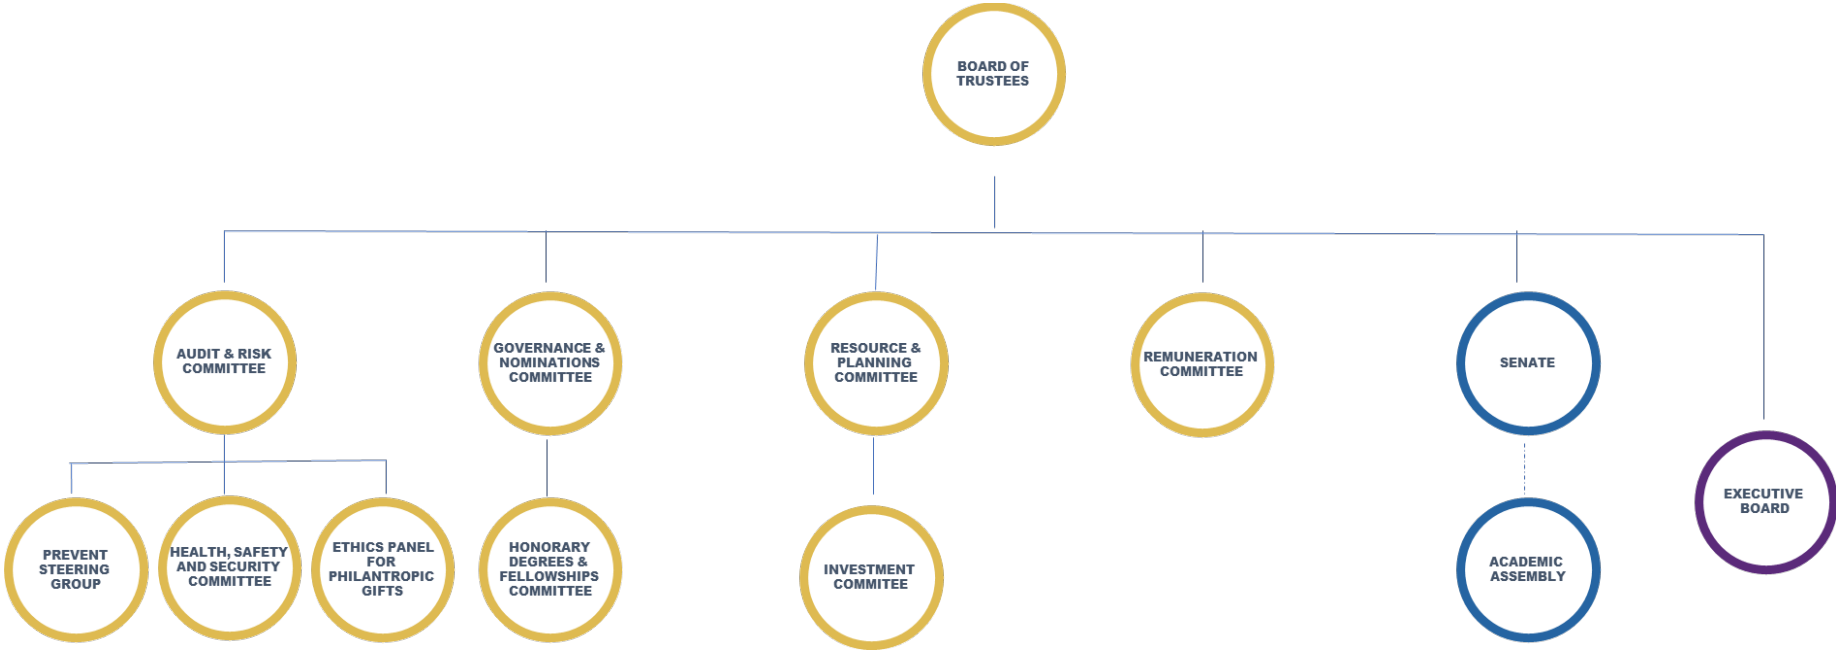 BOARD OF
TRUSTEES
AUDIT & RISK
COMMITTEE
GOVERNANCE &
NOMINATIONS
COMMITTEE
RESOURCE &
PLANNING
COMMITTEE
REMUNERATION
COMMITTEE
SENATE
EXECUTIVE
BOARD
PREVENT
STEERING
GROUP
HEALTH, SAFETY
AND SECURITY
COMMITTEE
ETHICS PANEL
FOR
PHILANTROPIC
GIFTS
HONORARY
DEGREES &
FELLOWSHIPS
COMMITTEE
INVESTMENT
COMMITEE
ACADEMIC
ASSEMBLY